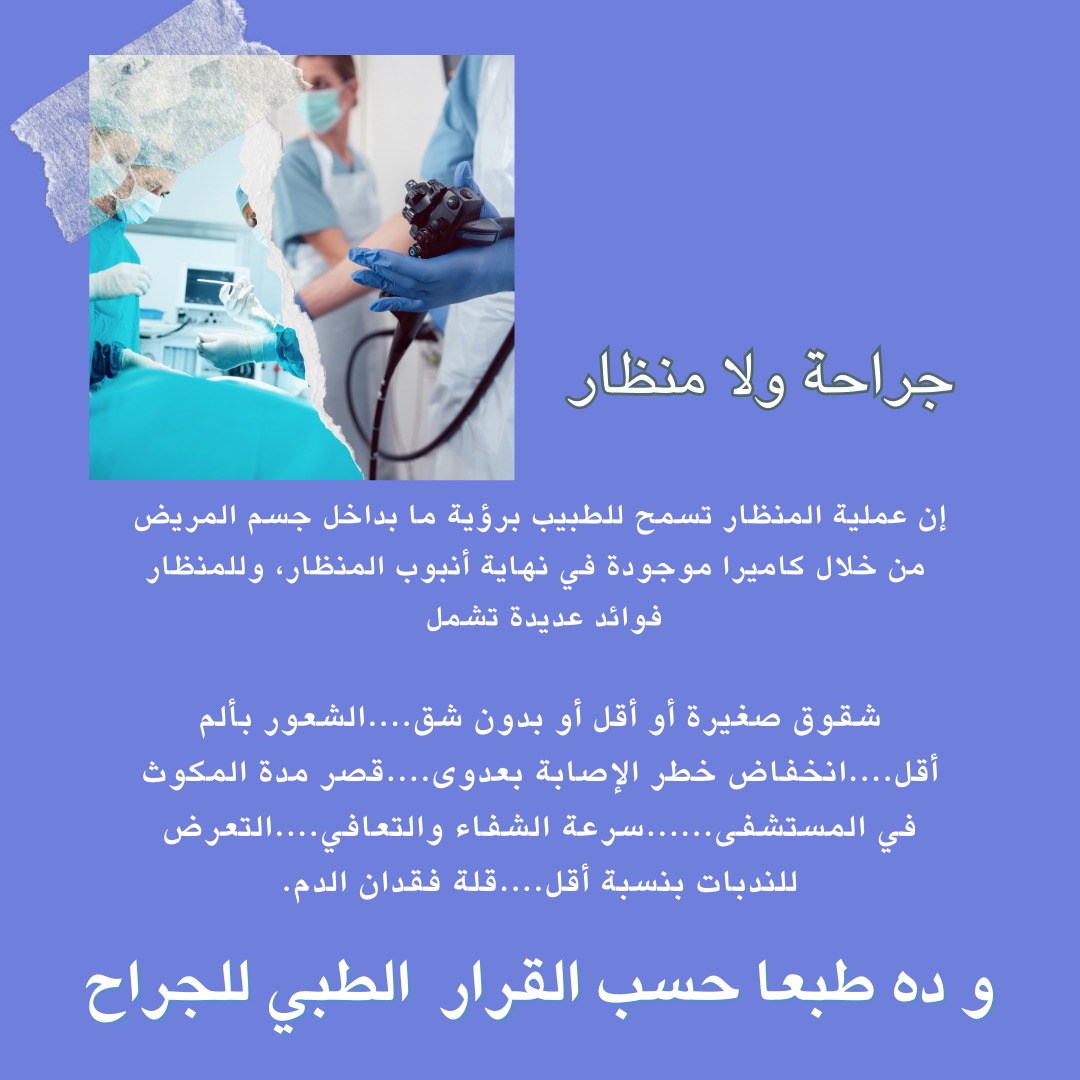 جراحة ولا منظار
إن عملية المنظار تسمح للطبيب برؤية ما بداخل جسم المريض
من خلال كاميرا موجودة في نهاية أنبوب المنظار، وللمنظار
فوائد عديدة تشمل
شقوق صغيرة أو أقل أو بدون شق....الشعور بألم
أقل....انخفاض خطر الإصابة بعدوى....قصر مدة المكوث
في المستشفى......سرعة الشفاء والتعافي....التعرض
للندبات بنسبة أقل....قلة فقدان الدم.
و ده طبعا حسب القرار الطبي للجراح